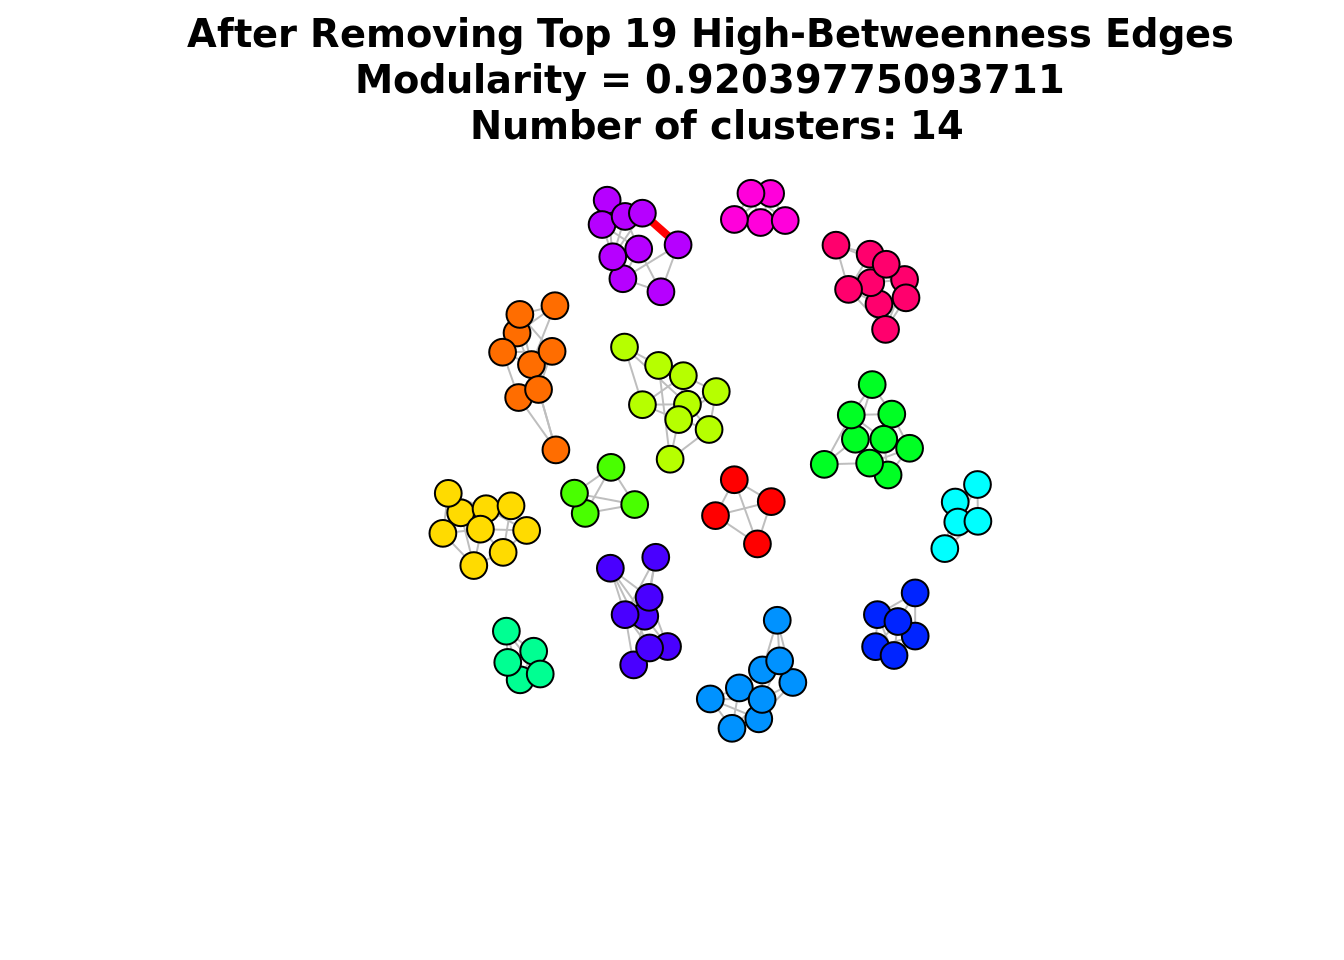 After Removing Top 19 High-Betweenness Edges
Modularity = 0.92039775093711
Number of clusters: 14